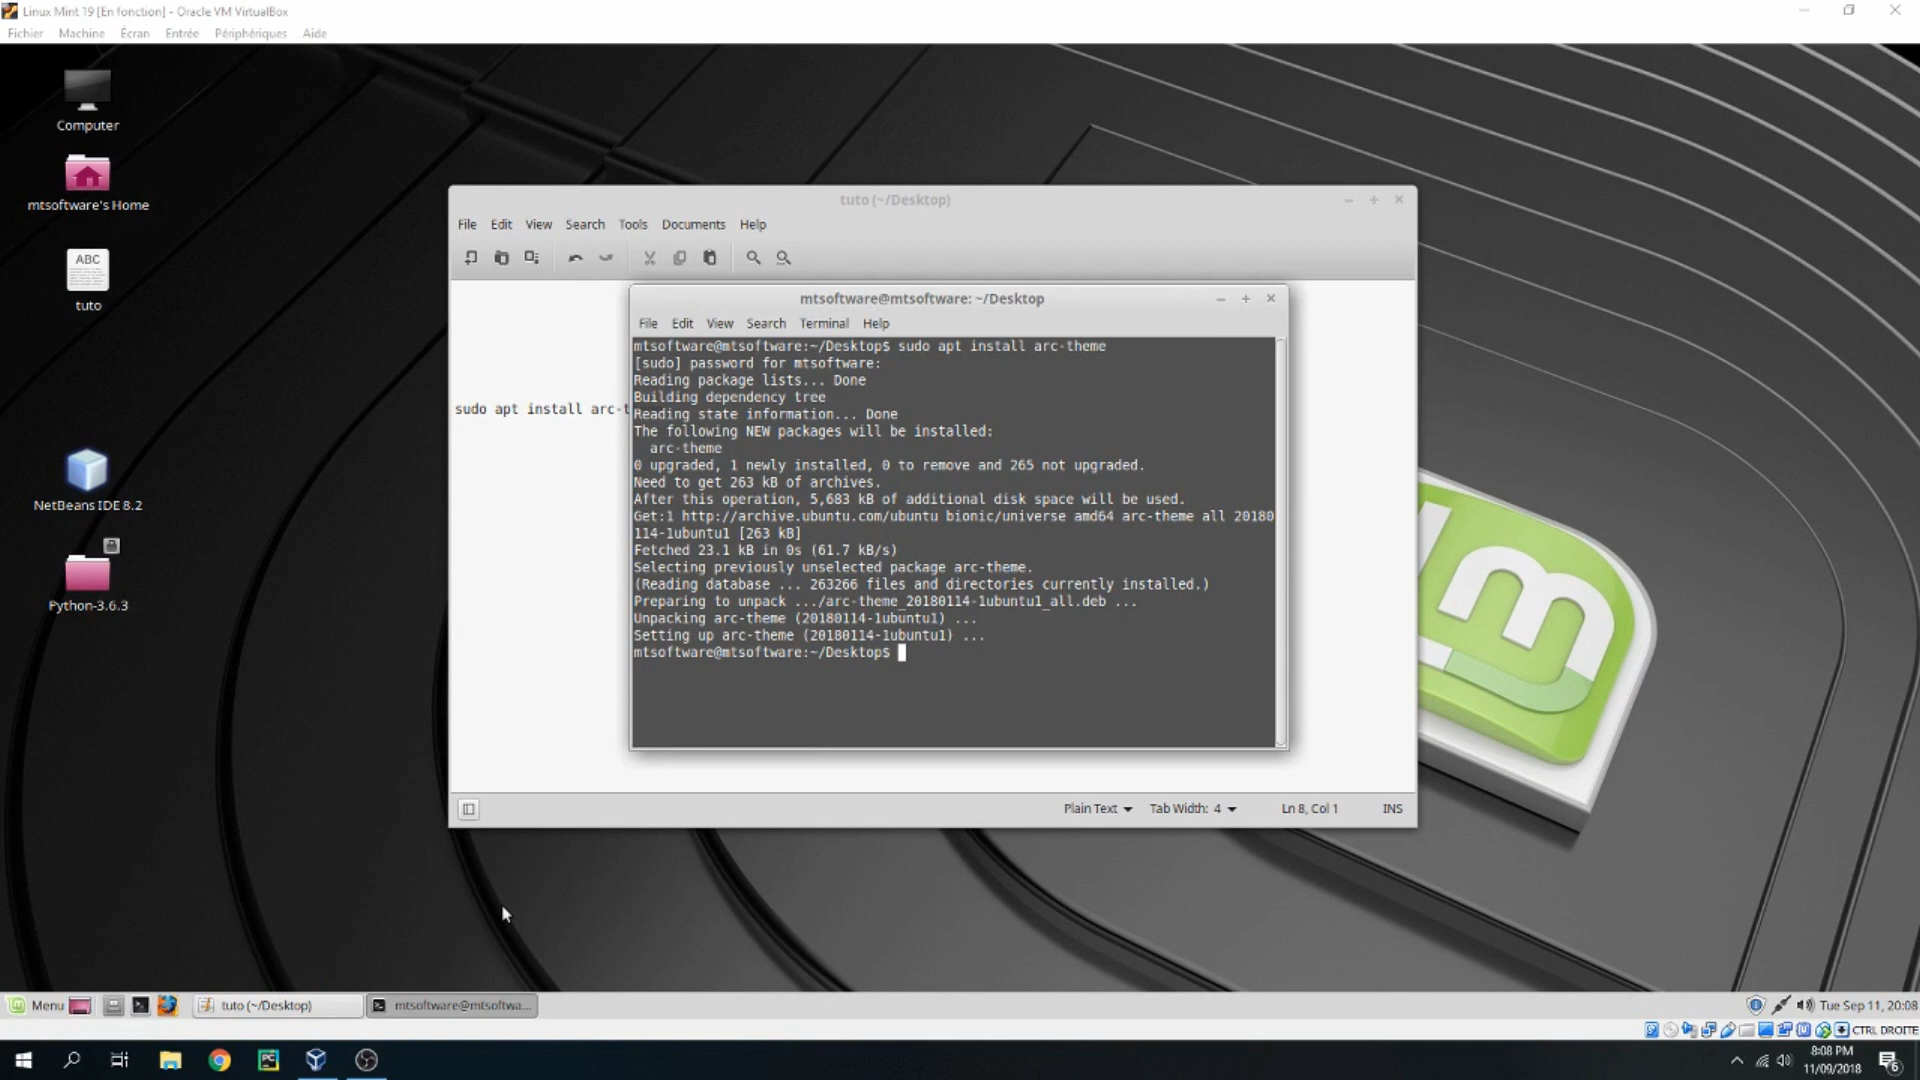 Linux Mint 19 [En fonction] - Oracle VM VirtualBox
Fichier Machine Écran Entrée Périphériques Aide
Computer
mtsoftware's Home
ABC
tuto
NetBeans IDE 8.2
Python-3.6.3
tuto (~/Desktop)
File Edit View Search Tools Documents Help
sudo apt install arc-t
mtsoftware@mtsoftware: ~/Desktop
File Edit View Search Terminal Help
mtsoftware@mtsoftware:~/Desktop$ sudo apt install arc-theme
[sudo] password for mtsoftware:
Reading package lists... Done
Building dependency tree
Reading state information... Done
The following NEW packages will be installed:
arc-theme
0 upgraded, 1 newly installed, 0 to remove and 265 not upgraded.
Need to get 263 kB of archives.
After this operation, 5,683 kB of additional disk space will be used.
Get:1 http://archive.ubuntu.com/ubuntu bionic/universe amd64 arc-theme all 20180
114-1ubuntu1 [263 kB]
Fetched 23.1 kB in 0s (61.7 kB/s)
Selecting previously unselected package arc-theme.
(Reading database ... 263266 files and directories currently installed.)
Preparing to unpack .../arc-theme_20180114-1ubuntu1_all.deb ...
Unpacking arc-theme (20180114-1ubuntu1) ...
Setting up arc-theme (20180114-1ubuntu1) ...
mtsoftware@mtsoftware:~/Desktop$
Plain Text Tab Width: 4 Ln 8, Col 1 INS
Menu tuto (~/Desktop) mtsoftware@mtsoftwa... Tue Sep 11, 20:08
CTRL DROITE
PC
8:08 PM
11/09/2018
6